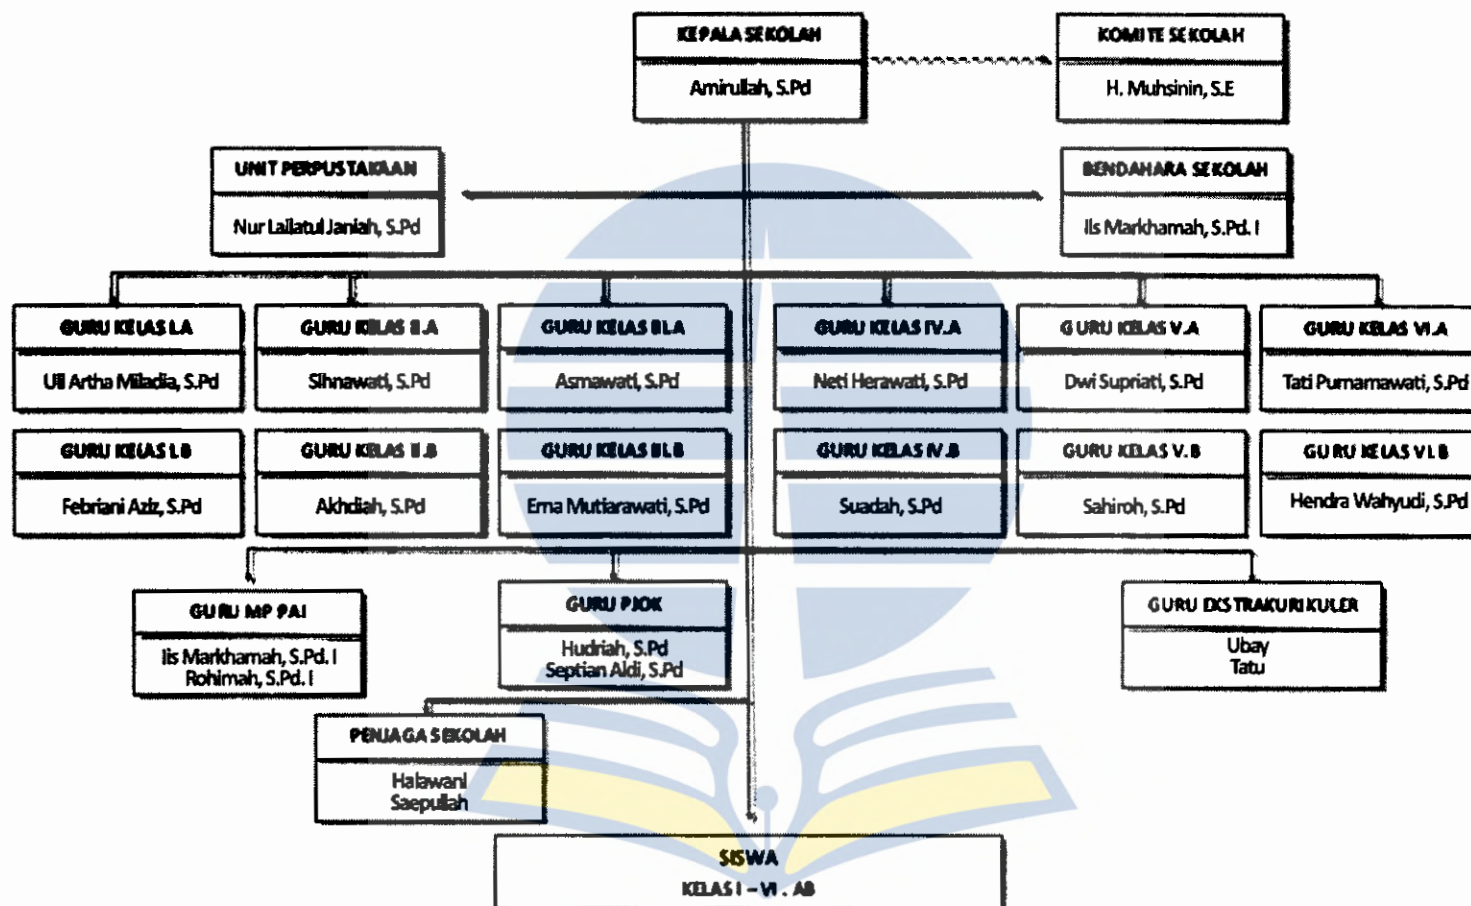 KEPALA SEKOLAH
Amirullah, S.Pd
KOMITE SEKOLAH
H. Muhsinin, S.E
UNIT PERPUSTAKAAN
Nur Lailatul Janiah, S.Pd
BENDAHARA SEKOLAH
Iis Markhamah, S.Pd. I
GURU KELAS I.A
Uli Artha Miladia, S.Pd
GURU KELAS II.A
Sihnawati, S.Pd
GURU KELAS III.A
Asmawati, S.Pd
GURU KELAS IV.A
Neti Herawati, S.Pd
GURU KELAS V.A
Dwi Supriati, S.Pd
GURU KELAS VI.A
Tati Purnamawati, S.Pd
GURU KELAS I.B
Febriani Aziz, S.Pd
GURU KELAS II.B
Akhdiah, S.Pd
GURU KELAS III.B
Erna Mutiarawati, S.Pd
GURU KELAS IV.B
Suadah, S.Pd
GURU KELAS V.B
Sahiroh, S.Pd
GURU KELAS VI.B
Hendra Wahyudi, S.Pd
GURU MP PAI
Iis Markhamah, S.Pd. I
Rohimah, S.Pd. I
GURU PJOK
Hudriah, S.Pd
Septian Aldi, S.Pd
GURU EKSTRAKURIKULER
Ubay
Tatu
PENJAGA SEKOLAH
Halawani
Saepullah
SISWA
KELAS I – VI . AB